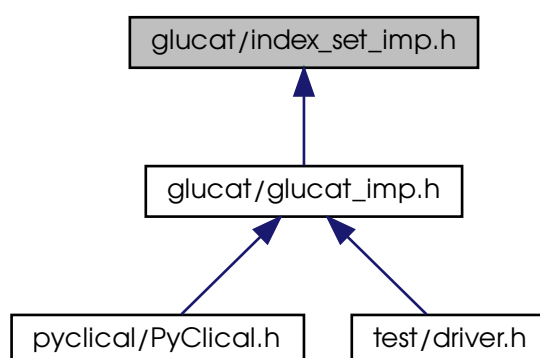 glucat/index_set_imp.h
glucat/glucat_imp.h
pyclical/PyClical.h
test/driver.h